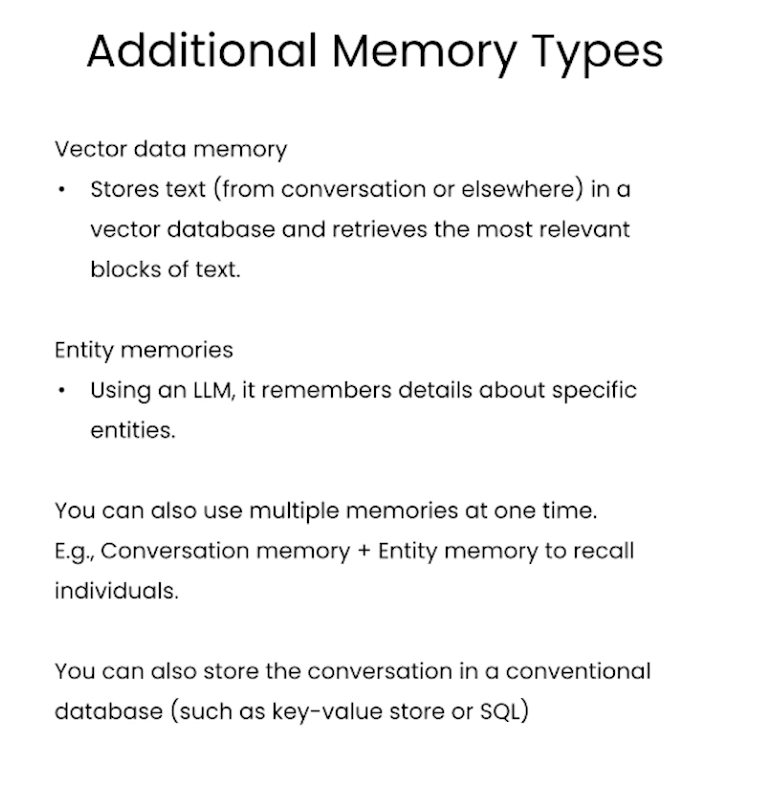 Additional Memory Types
Vector data memory
• Stores text (from conversation or elsewhere) in a
vector database and retrieves the most relevant
blocks of text.
Entity memories
• Using an LLM, it remembers details about specific
entities.
You can also use multiple memories at one time.
E.g., Conversation memory + Entity memory to recall
individuals.
You can also store the conversation in a conventional
database (such as key-value store or SQL)